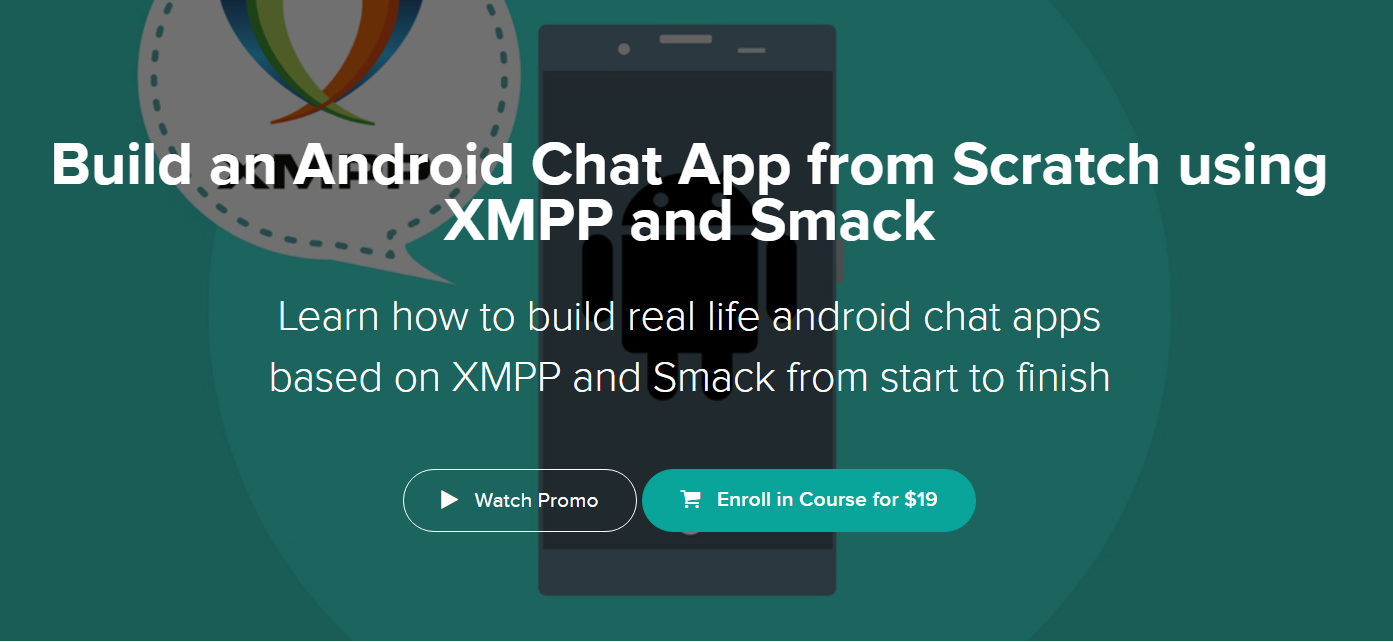 XMPP
Build an Android Chat App from Scratch using
XMPP and Smack
Learn how to build real life android chat apps
based on XMPP and Smack from start to finish
Watch Promo
Enroll in Course for $19